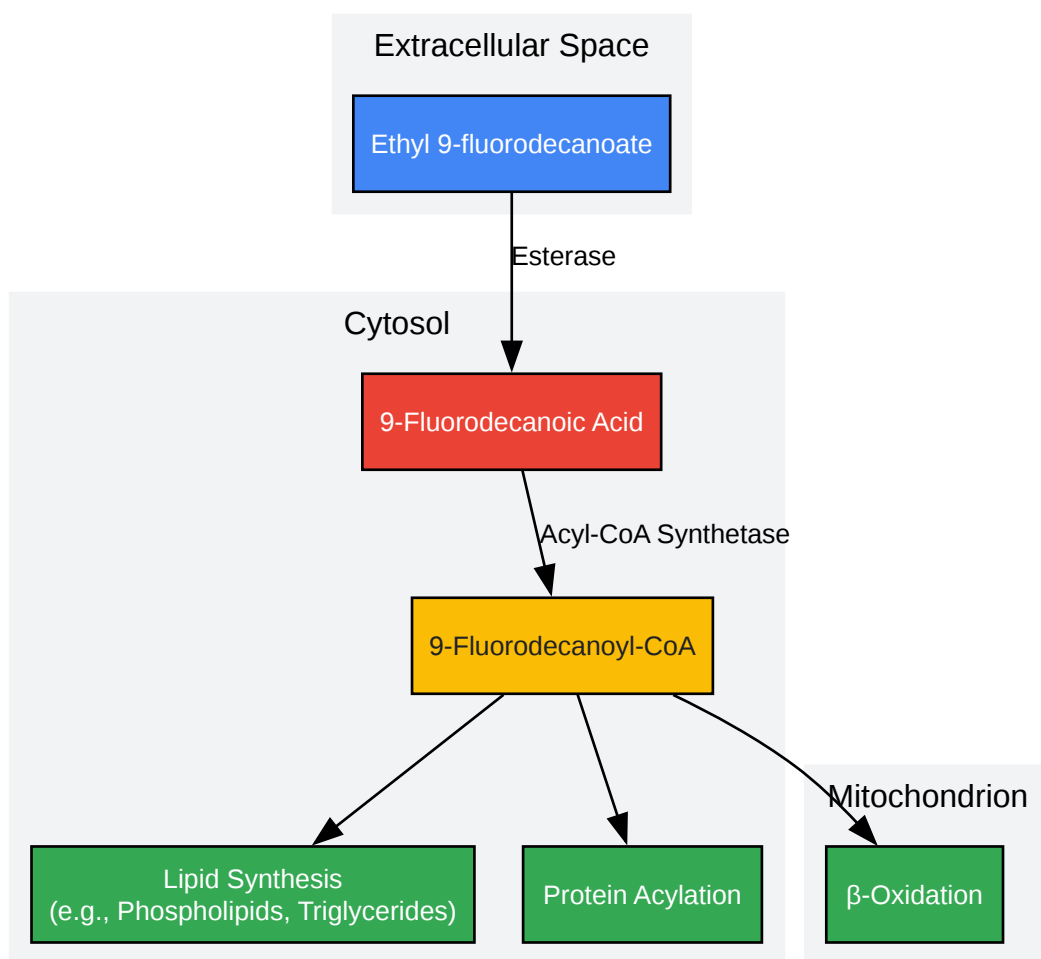 Extracellular Space
Ethyl 9-fluorodecanoate
Esterase
Cytosol
9-Fluorodecanoic Acid
Acyl-CoA Synthetase
9-Fluorodecanoyl-CoA
Mitochondrion
Lipid Synthesis
(e.g., Phospholipids, Triglycerides)
Protein Acylation
β-Oxidation